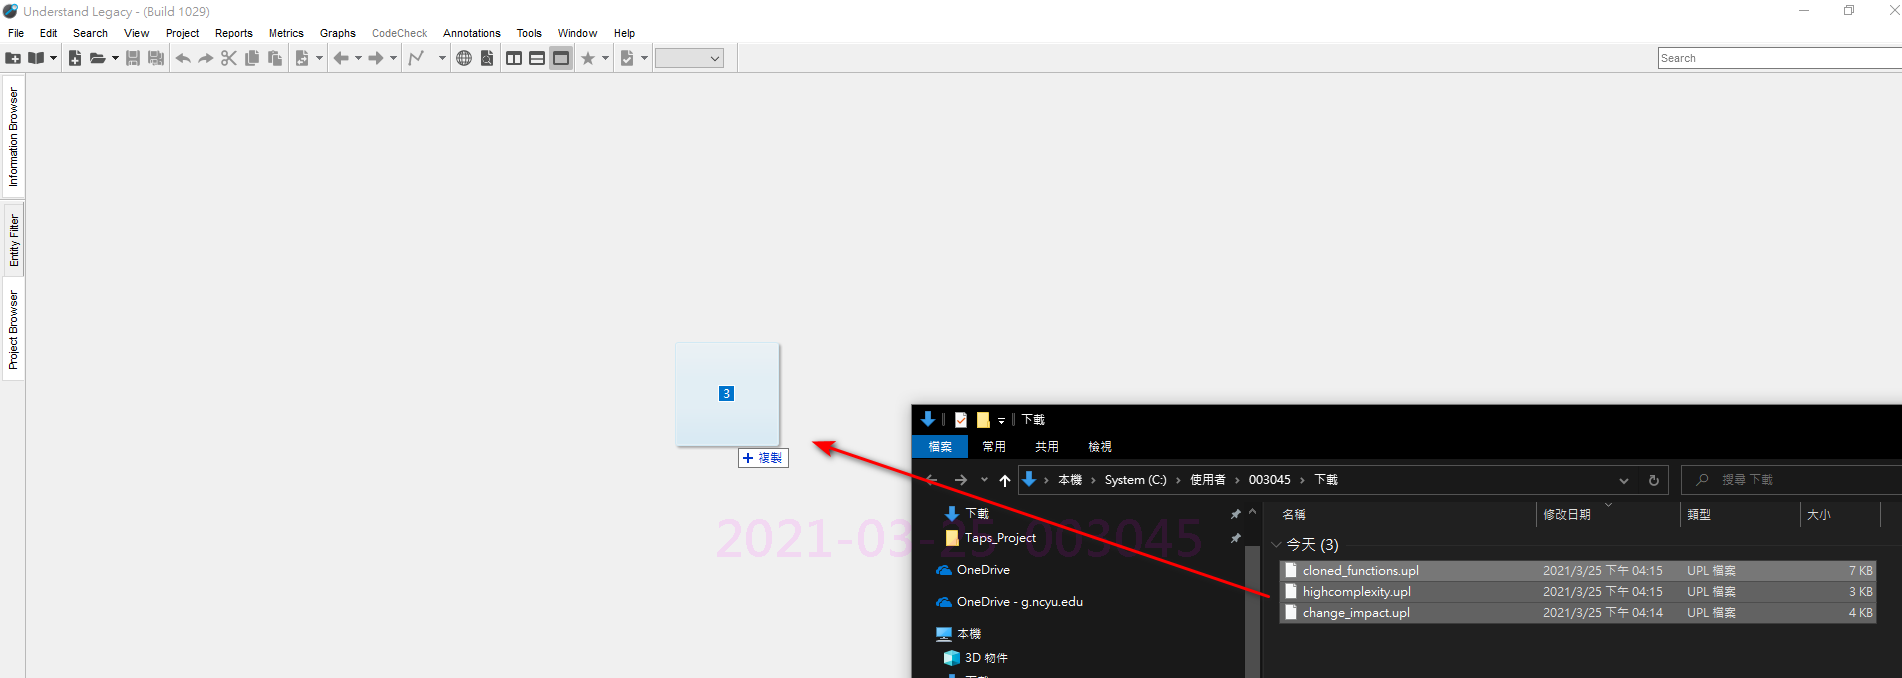 Understand Legacy - (Build 1029)
File Edit Search View Project Reports Metrics Graphs CodeCheck Annotations Tools Window Help
Search
Information Browser
Entity Filter
Project Browser
3
複製
下載
檔案 常用 共用 檢視
本機 System (C:) 使用者 003045 下載
搜尋 下載
下載
Taps_Project
OneDrive
OneDrive - g.ncyu.edu
本機
3D 物件
名稱 修改日期 類型 大小
今天 (3)
cloned_functions.upl 2021/3/25 下午 04:15 UPL 檔案 7 KB
highcomplexity.upl 2021/3/25 下午 04:15 UPL 檔案 3 KB
change_impact.upl 2021/3/25 下午 04:14 UPL 檔案 4 KB
2021-03-25 003045